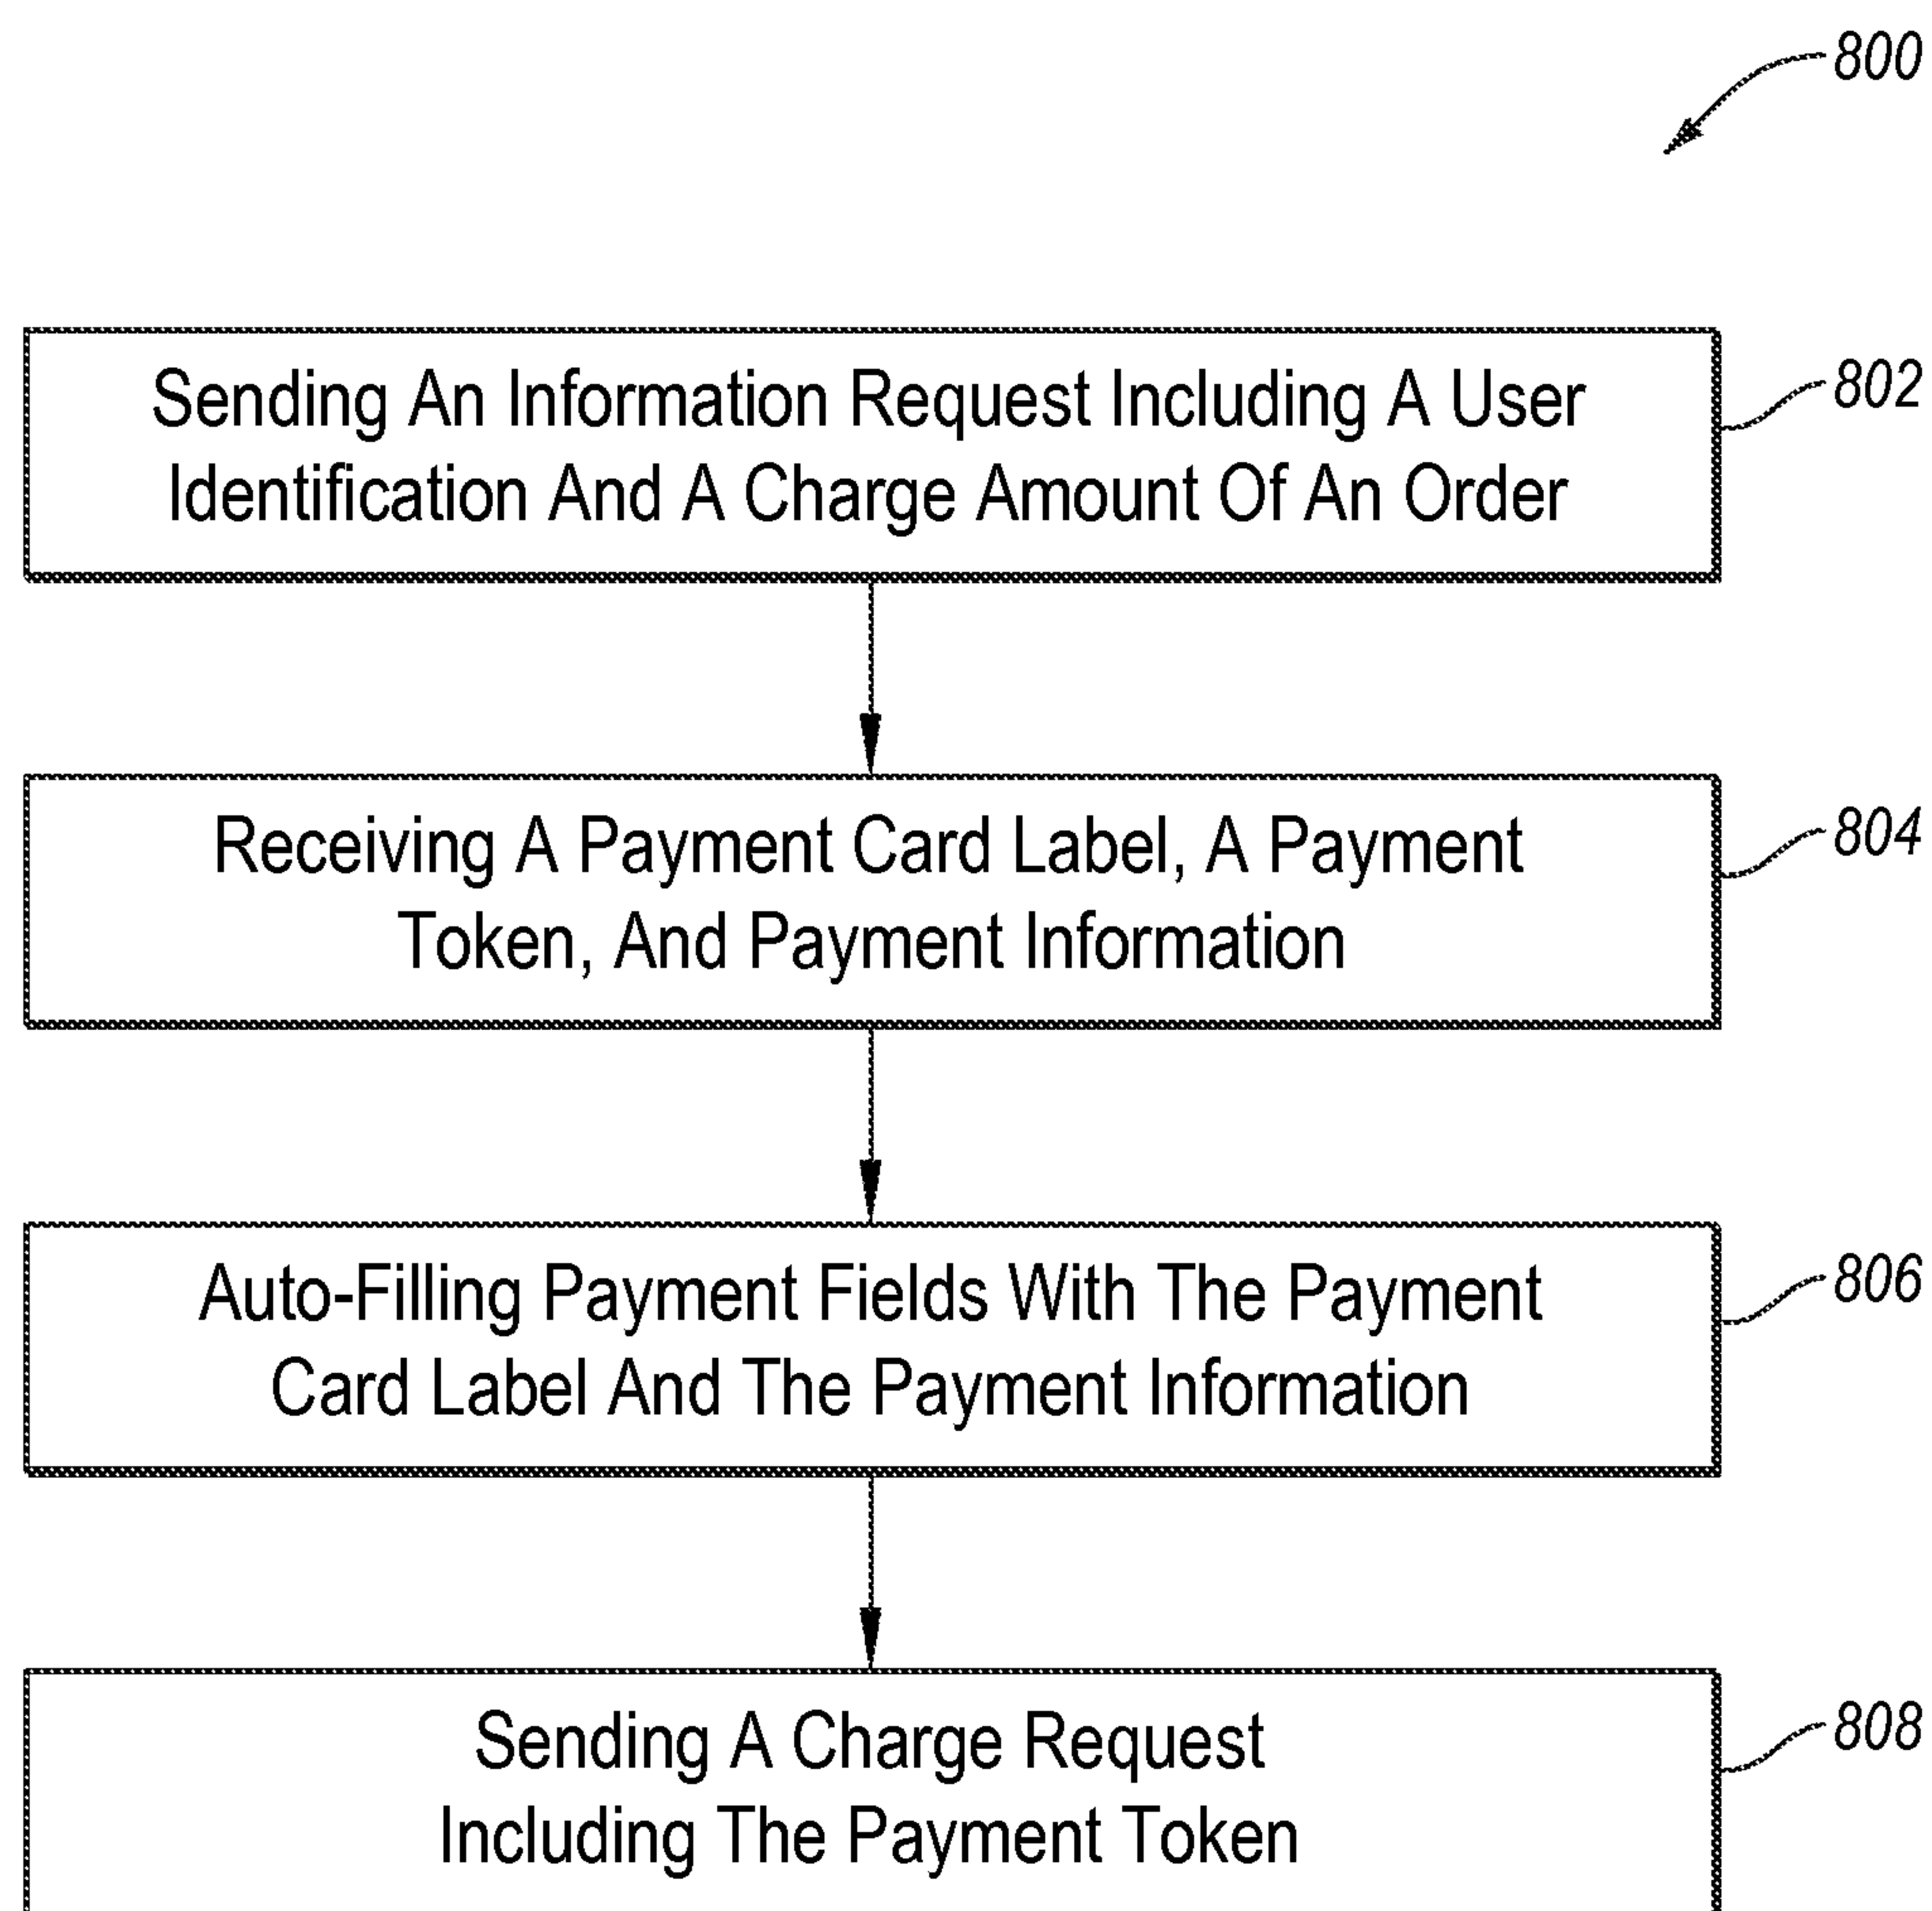 800
Sending An Information Request Including A User
Identification And A Charge Amount Of An Order
802
Receiving A Payment Card Label, A Payment
Token, And Payment Information
804
Auto-Filling Payment Fields With The Payment
Card Label And The Payment Information
806
Sending A Charge Request
Including The Payment Token
808